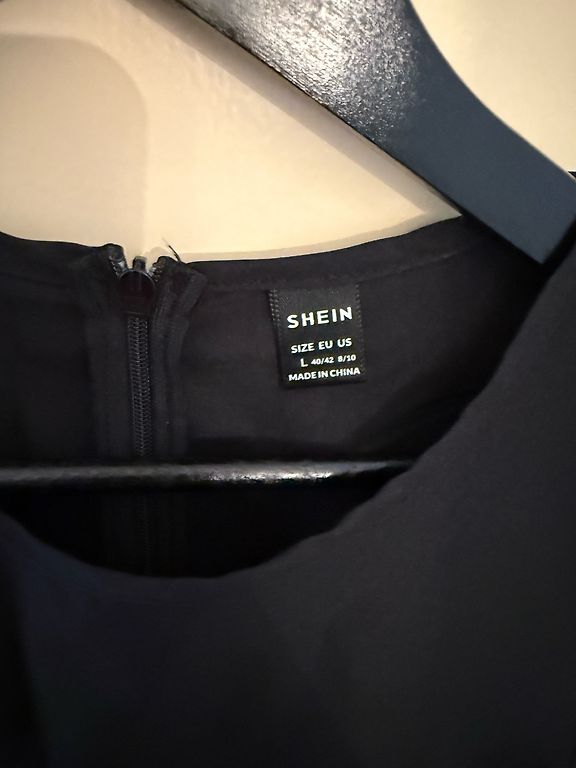 SHEIN
SIZE EU US
L 40/42 8/10
MADE IN CHINA